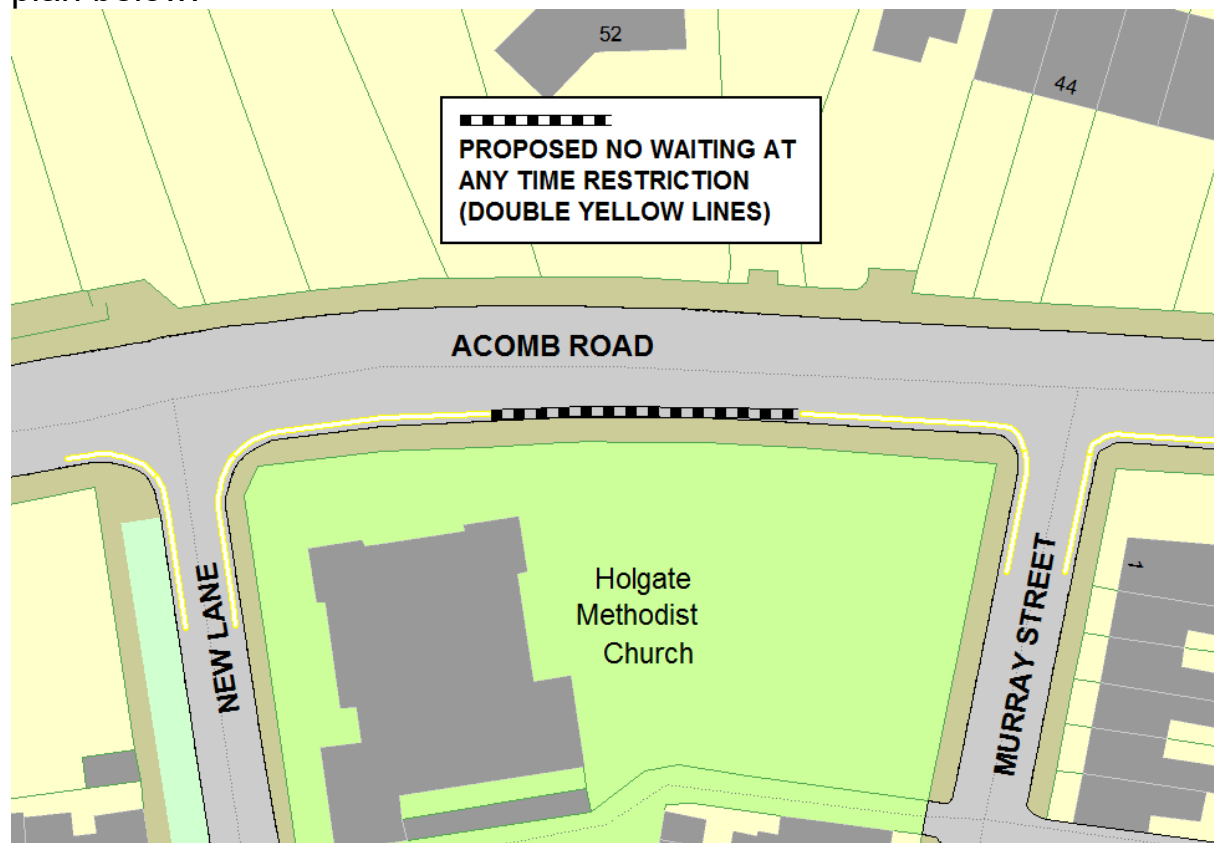 52
44
PROPOSED NO WAITING AT
ANY TIME RESTRICTION
(DOUBLE YELLOW LINES)
ACOMB ROAD
NEW LANE
Holgate
Methodist
Church
MURRAY STREET
1